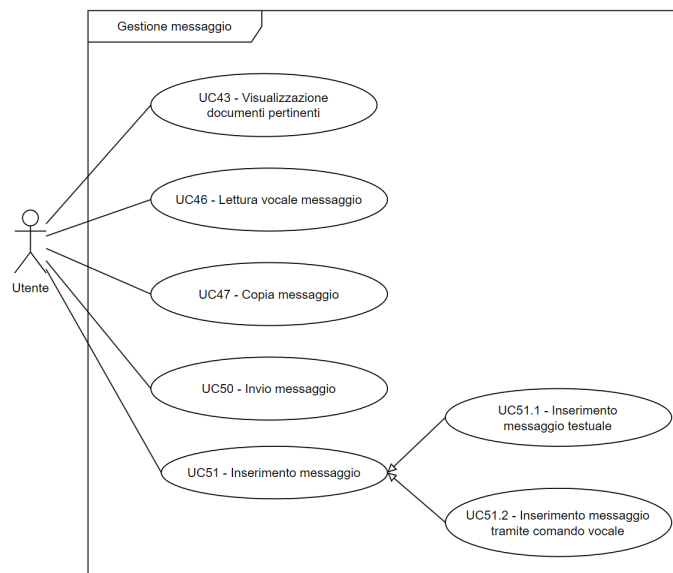 Gestione messaggio
UC43 - Visualizzazione
documenti pertinenti
UC46 - Lettura vocale messaggio
Utente
UC47 - Copia messaggio
UC50 - Invio messaggio
UC51 - Inserimento messaggio
UC51.1 - Inserimento
messaggio testuale
UC51.2 - Inserimento messaggio
tramite comando vocale